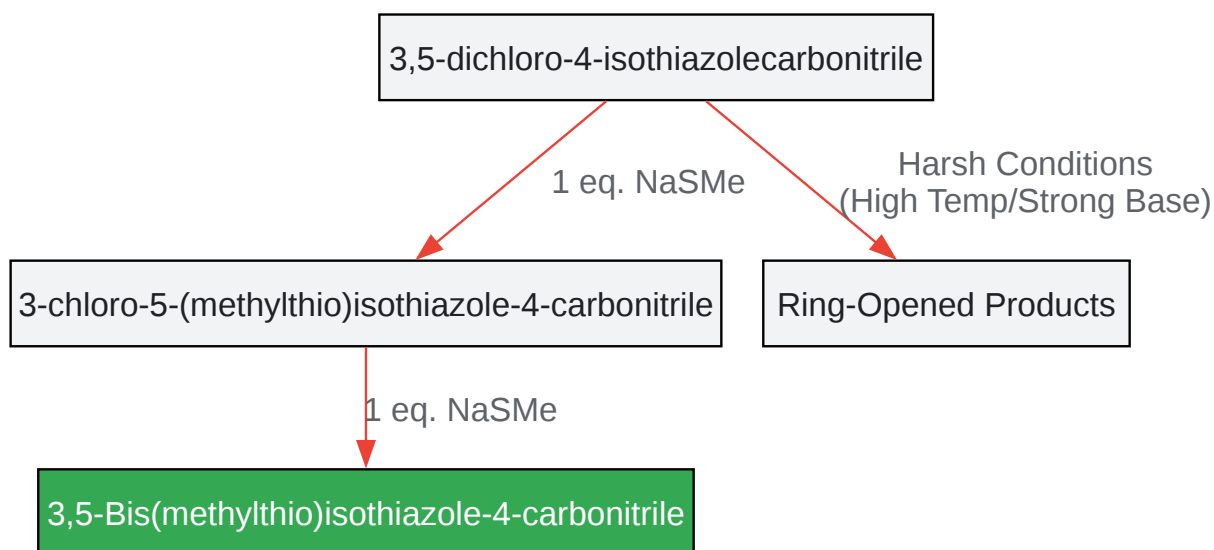 3,5-dichloro-4-isothiazolecarbonitrile
1 eq. NaSMe
Harsh Conditions
(High Temp/Strong Base)
3-chloro-5-(methylthio)isothiazole-4-carbonitrile
Ring-Opened Products
1 eq. NaSMe
3,5-Bis(methylthio)isothiazole-4-carbonitrile